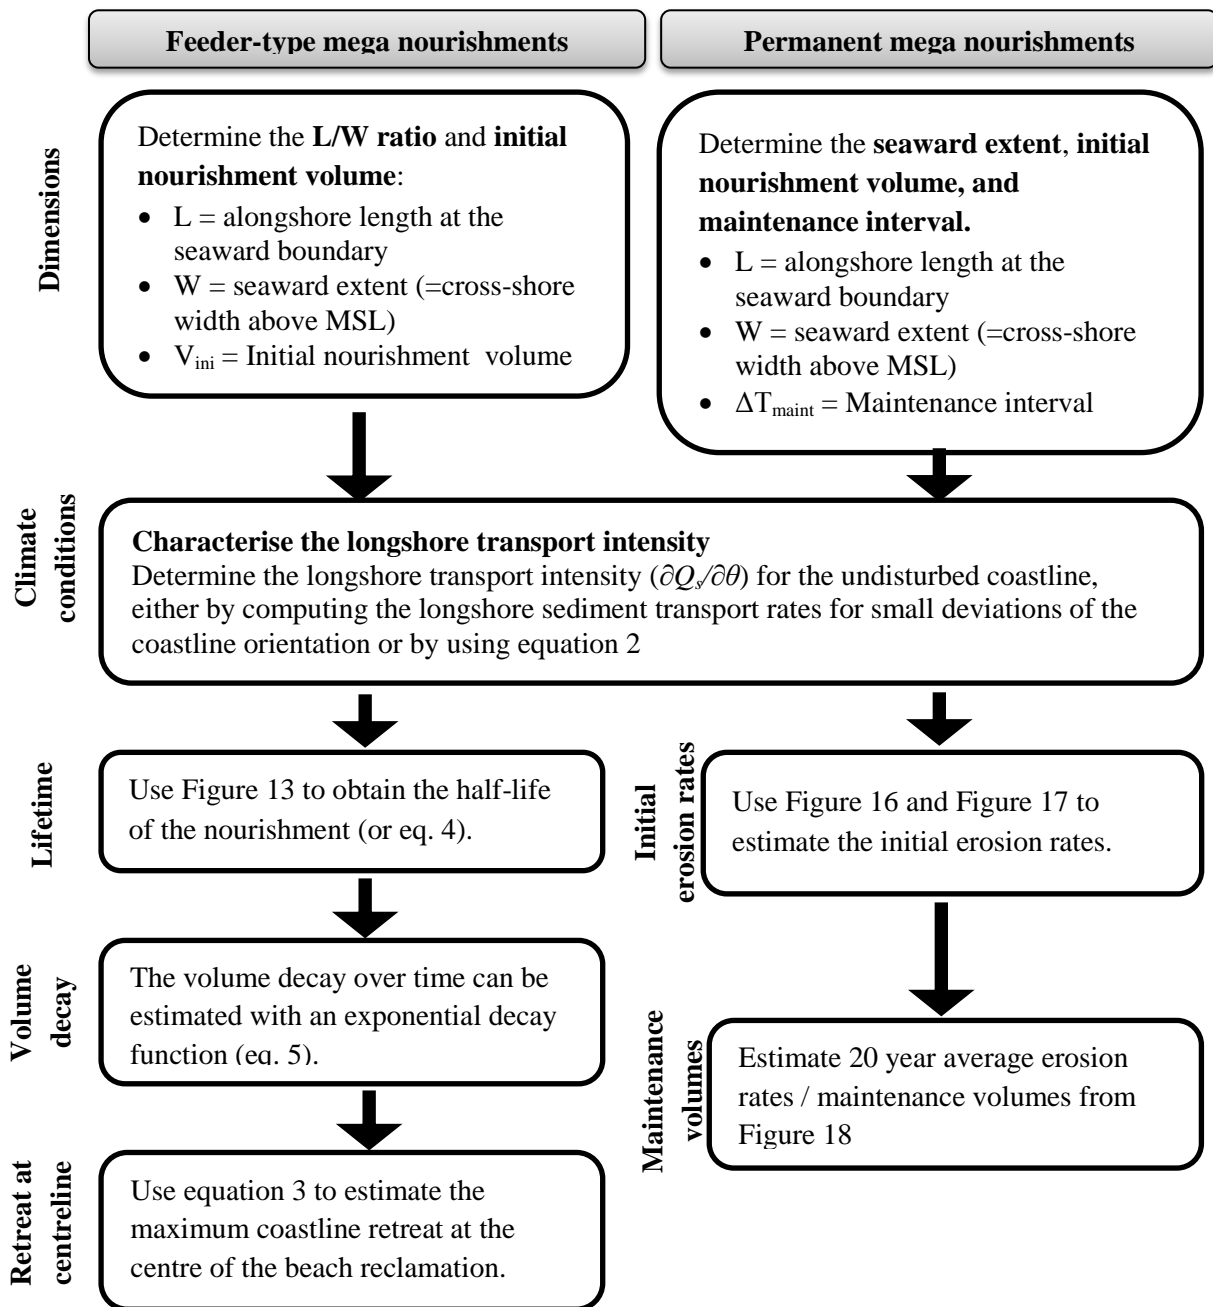 Feeder-type mega nourishments
Permanent mega nourishments
Dimensions
Determine the L/W ratio and initial
nourishment volume:
• L = alongshore length at the
seaward boundary
• W = seaward extent (=cross-shore
width above MSL)
• V_ini = Initial nourishment volume
Determine the seaward extent, initial
nourishment volume, and
maintenance interval.
• L = alongshore length at the
seaward boundary
• W = seaward extent (=cross-shore
width above MSL)
• ΔT_maint = Maintenance interval
Climate
conditions
Characterise the longshore transport intensity
Determine the longshore transport intensity (∂Q_s/∂θ) for the undisturbed coastline,
either by computing the longshore sediment transport rates for small deviations of the
coastline orientation or by using equation 2
Lifetime
Use Figure 13 to obtain the half-life
of the nourishment (or eq. 4).
Initial
erosion rates
Use Figure 16 and Figure 17 to
estimate the initial erosion rates.
Volume
decay
The volume decay over time can be
estimated with an exponential decay
function (eq. 5).
Maintenance
volumes
Estimate 20 year average erosion
rates / maintenance volumes from
Figure 18
Retreat at
centreline
Use equation 3 to estimate the
maximum coastline retreat at the
centre of the beach reclamation.